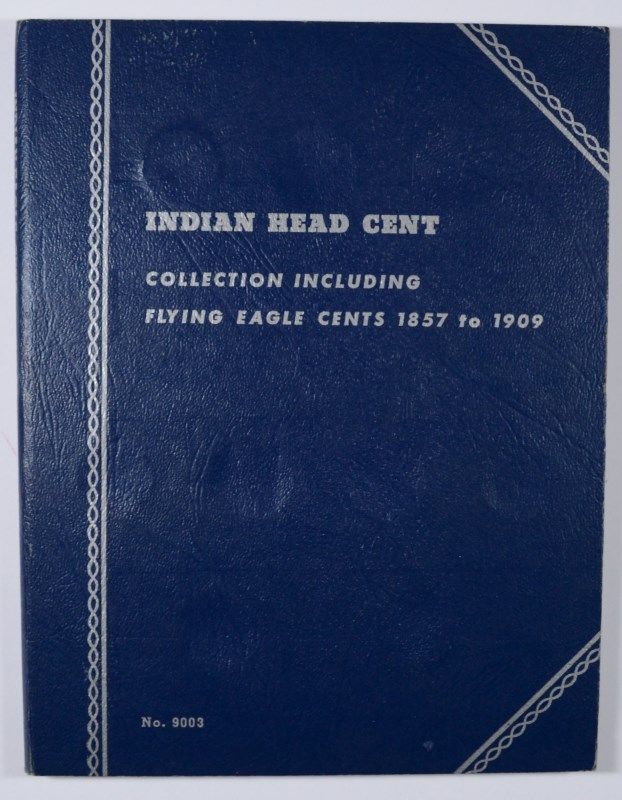 INDIAN HEAD CENT
COLLECTION INCLUDING
FLYING EAGLE CENTS 1857 to 1909
No. 9003